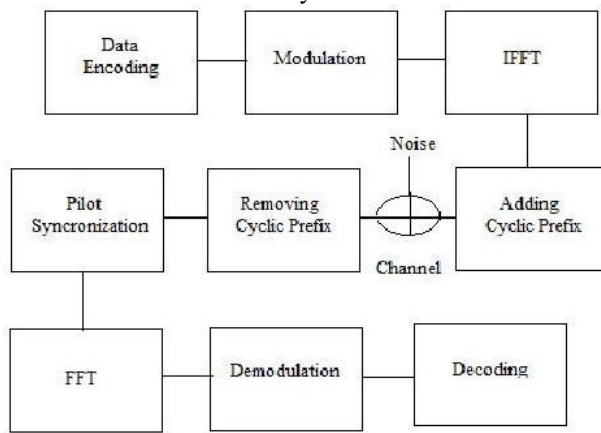 Data
Encoding
Modulation
IFFT
Noise
Pilot
Syncronization
Removing
Cyclic Prefix
Adding
Cyclic Prefix
Channel
FFT
Demodulation
Decoding